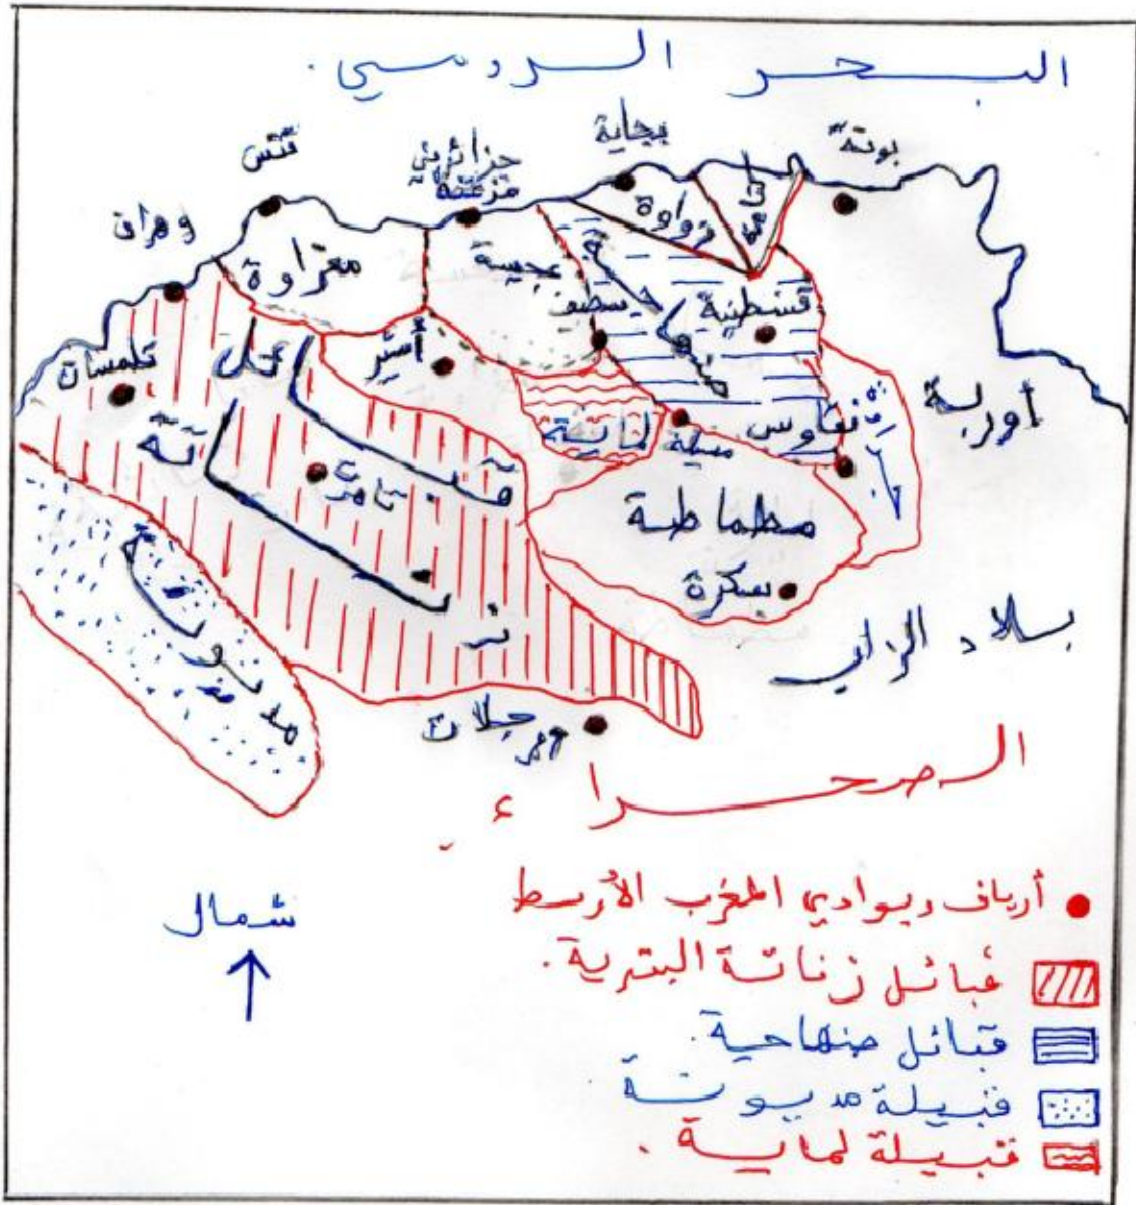 البحر الرومي.
بونة
بجاية
جزائر بني
مزغنة
تنس
وهران
كتامة
زواوة
عجيسة
مغراوة
قسنطينة
سطيف
صنهاجة
أشير
تلمسان
أوربة
نقاوس
مسيلة
لماية
تاهرت
مطماطة
بسكرة
بلاد الزاب
مديونة
ورجلان
الصحراء
شمال
أرياف وبوادي المغرب الأوسط
قبائل زناتة البترية.
قبائل صنهاجية.
قبيلة مديونة
قبيلة لماية.